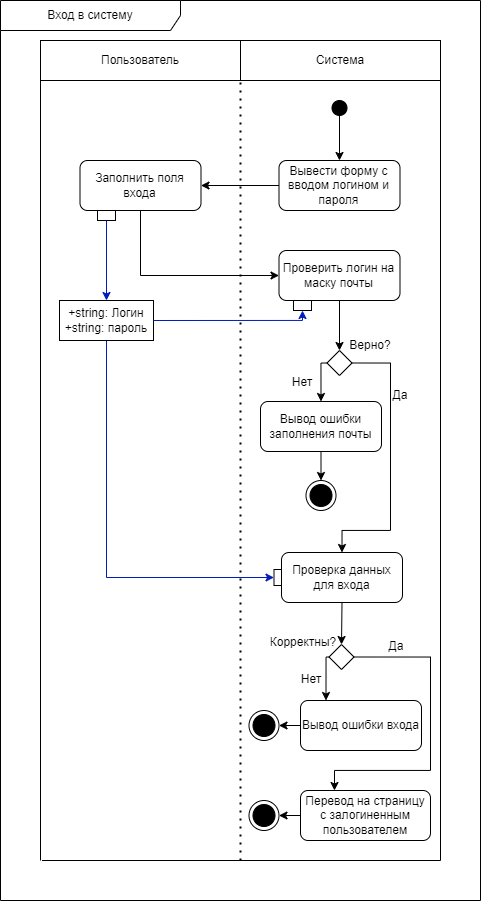 Вход в систему
Пользователь
Система
Вывести форму с
вводом логином и
пароля
Заполнить поля
входа
Проверить логин на
маску почты
+string: Логин
+string: пароль
Верно?
Нет
Да
Вывод ошибки
заполнения почты
Проверка данных
для входа
Корректны?
Да
Нет
Вывод ошибки входа
Перевод на страницу
с залогиненным
пользователем